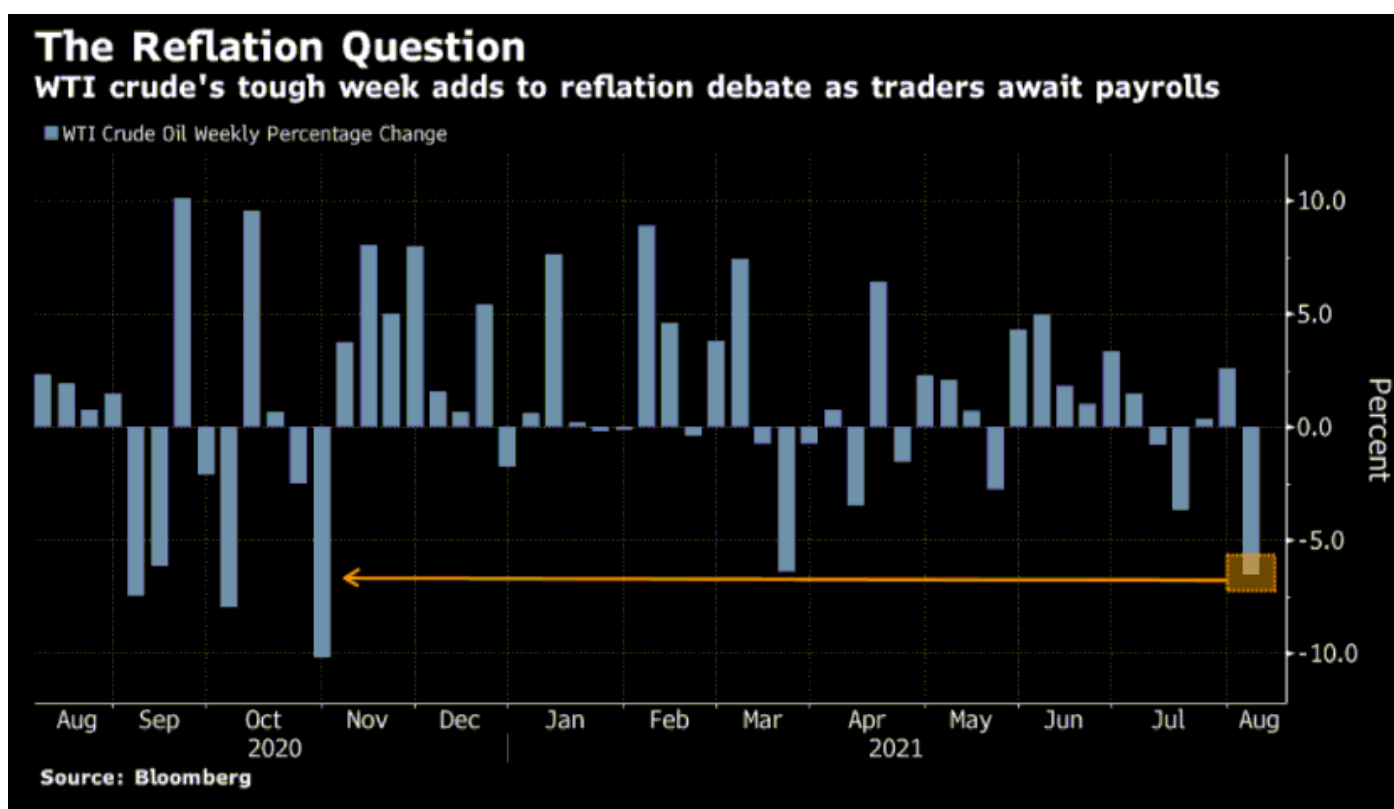 The Reflation Question
WTI crude's tough week adds to reflation debate as traders await payrolls
WTI Crude Oil Weekly Percentage Change
10.0
5.0
0.0
-5.0
-10.0
Percent
Aug Sep Oct Nov Dec Jan Feb Mar Apr May Jun Jul Aug
2020 2021
Source: Bloomberg